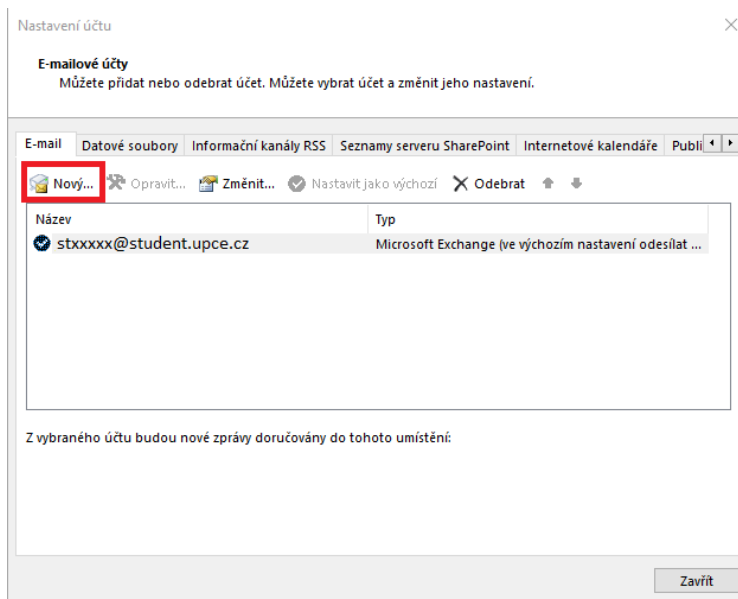 Nastavení účtu
E-mailové účty
Můžete přidat nebo odebrat účet. Můžete vybrat účet a změnit jeho nastavení.
E-mail Datové soubory Informační kanály RSS Seznamy serveru SharePoint Internetové kalendáře Publi
Nový... Opravit... Změnit... Nastavit jako výchozí Odebrat
Název Typ
stxxxxx@student.upce.cz Microsoft Exchange (ve výchozím nastavení odesílat ...
Z vybraného účtu budou nové zprávy doručovány do tohoto umístění:
Zavřít